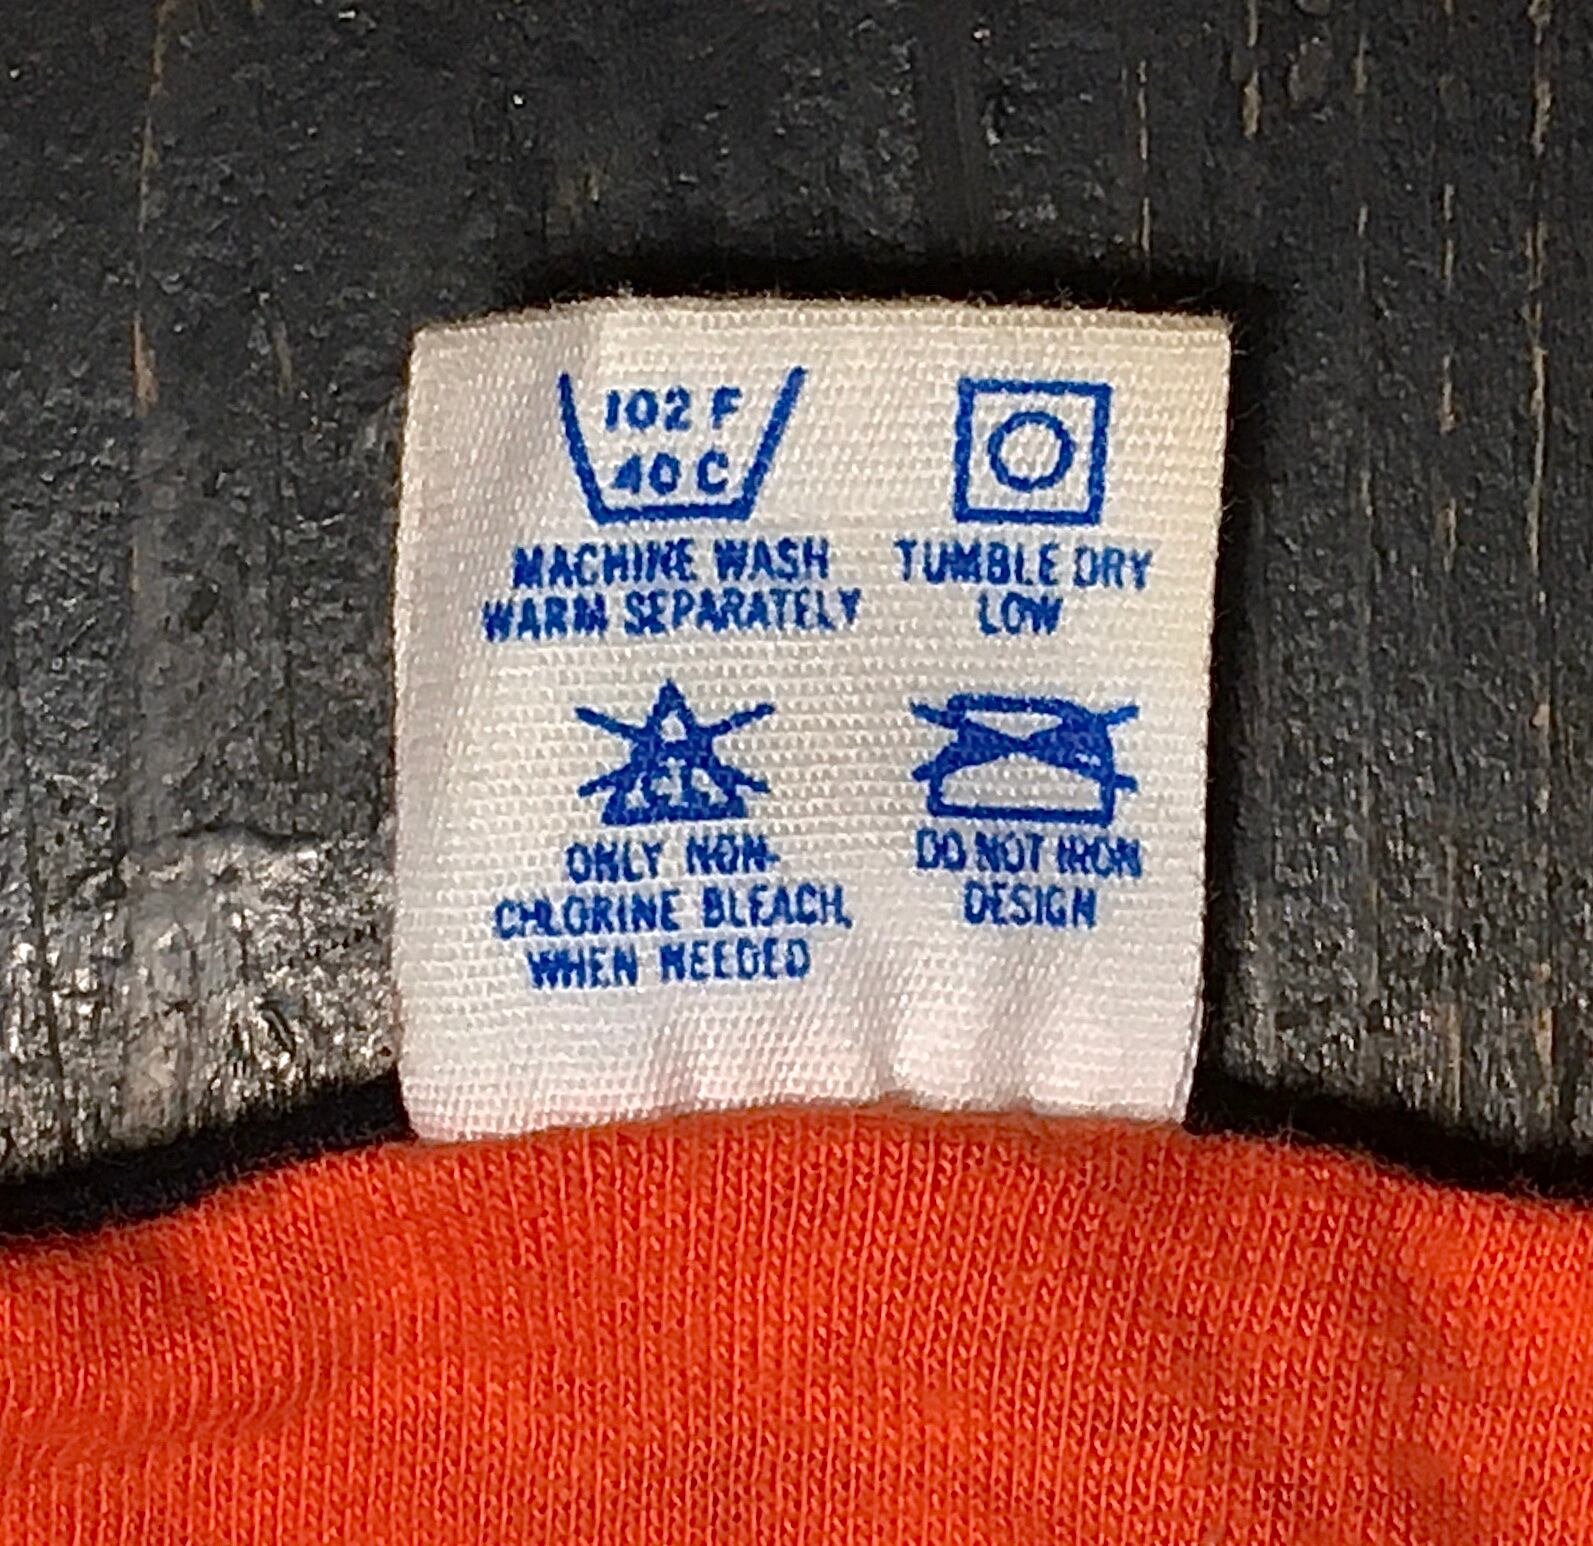 102 F
40 C
MACHINE WASH
WARM SEPARATELY
TUMBLE DRY
LOW
CL
ONLY NON-
CHLORINE BLEACH,
WHEN NEEDED
DO NOT IRON
DESIGN